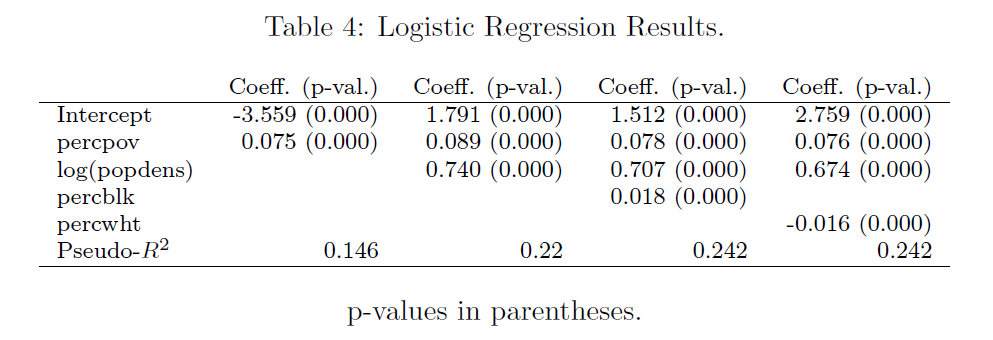 Table 4: Logistic Regression Results.
Coeff. (p-val.) Coeff. (p-val.) Coeff. (p-val.) Coeff. (p-val.)
Intercept -3.559 (0.000) 1.791 (0.000) 1.512 (0.000) 2.759 (0.000)
percpov 0.075 (0.000) 0.089 (0.000) 0.078 (0.000) 0.076 (0.000)
log(popdens) 0.740 (0.000) 0.707 (0.000) 0.674 (0.000)
percblk 0.018 (0.000)
percwht -0.016 (0.000)
Pseudo-R² 0.146 0.22 0.242 0.242
p-values in parentheses.